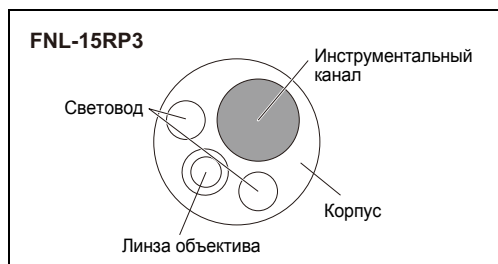 FNL-15RP3
Инструментальный
канал
Световод
Корпус
Линза объектива